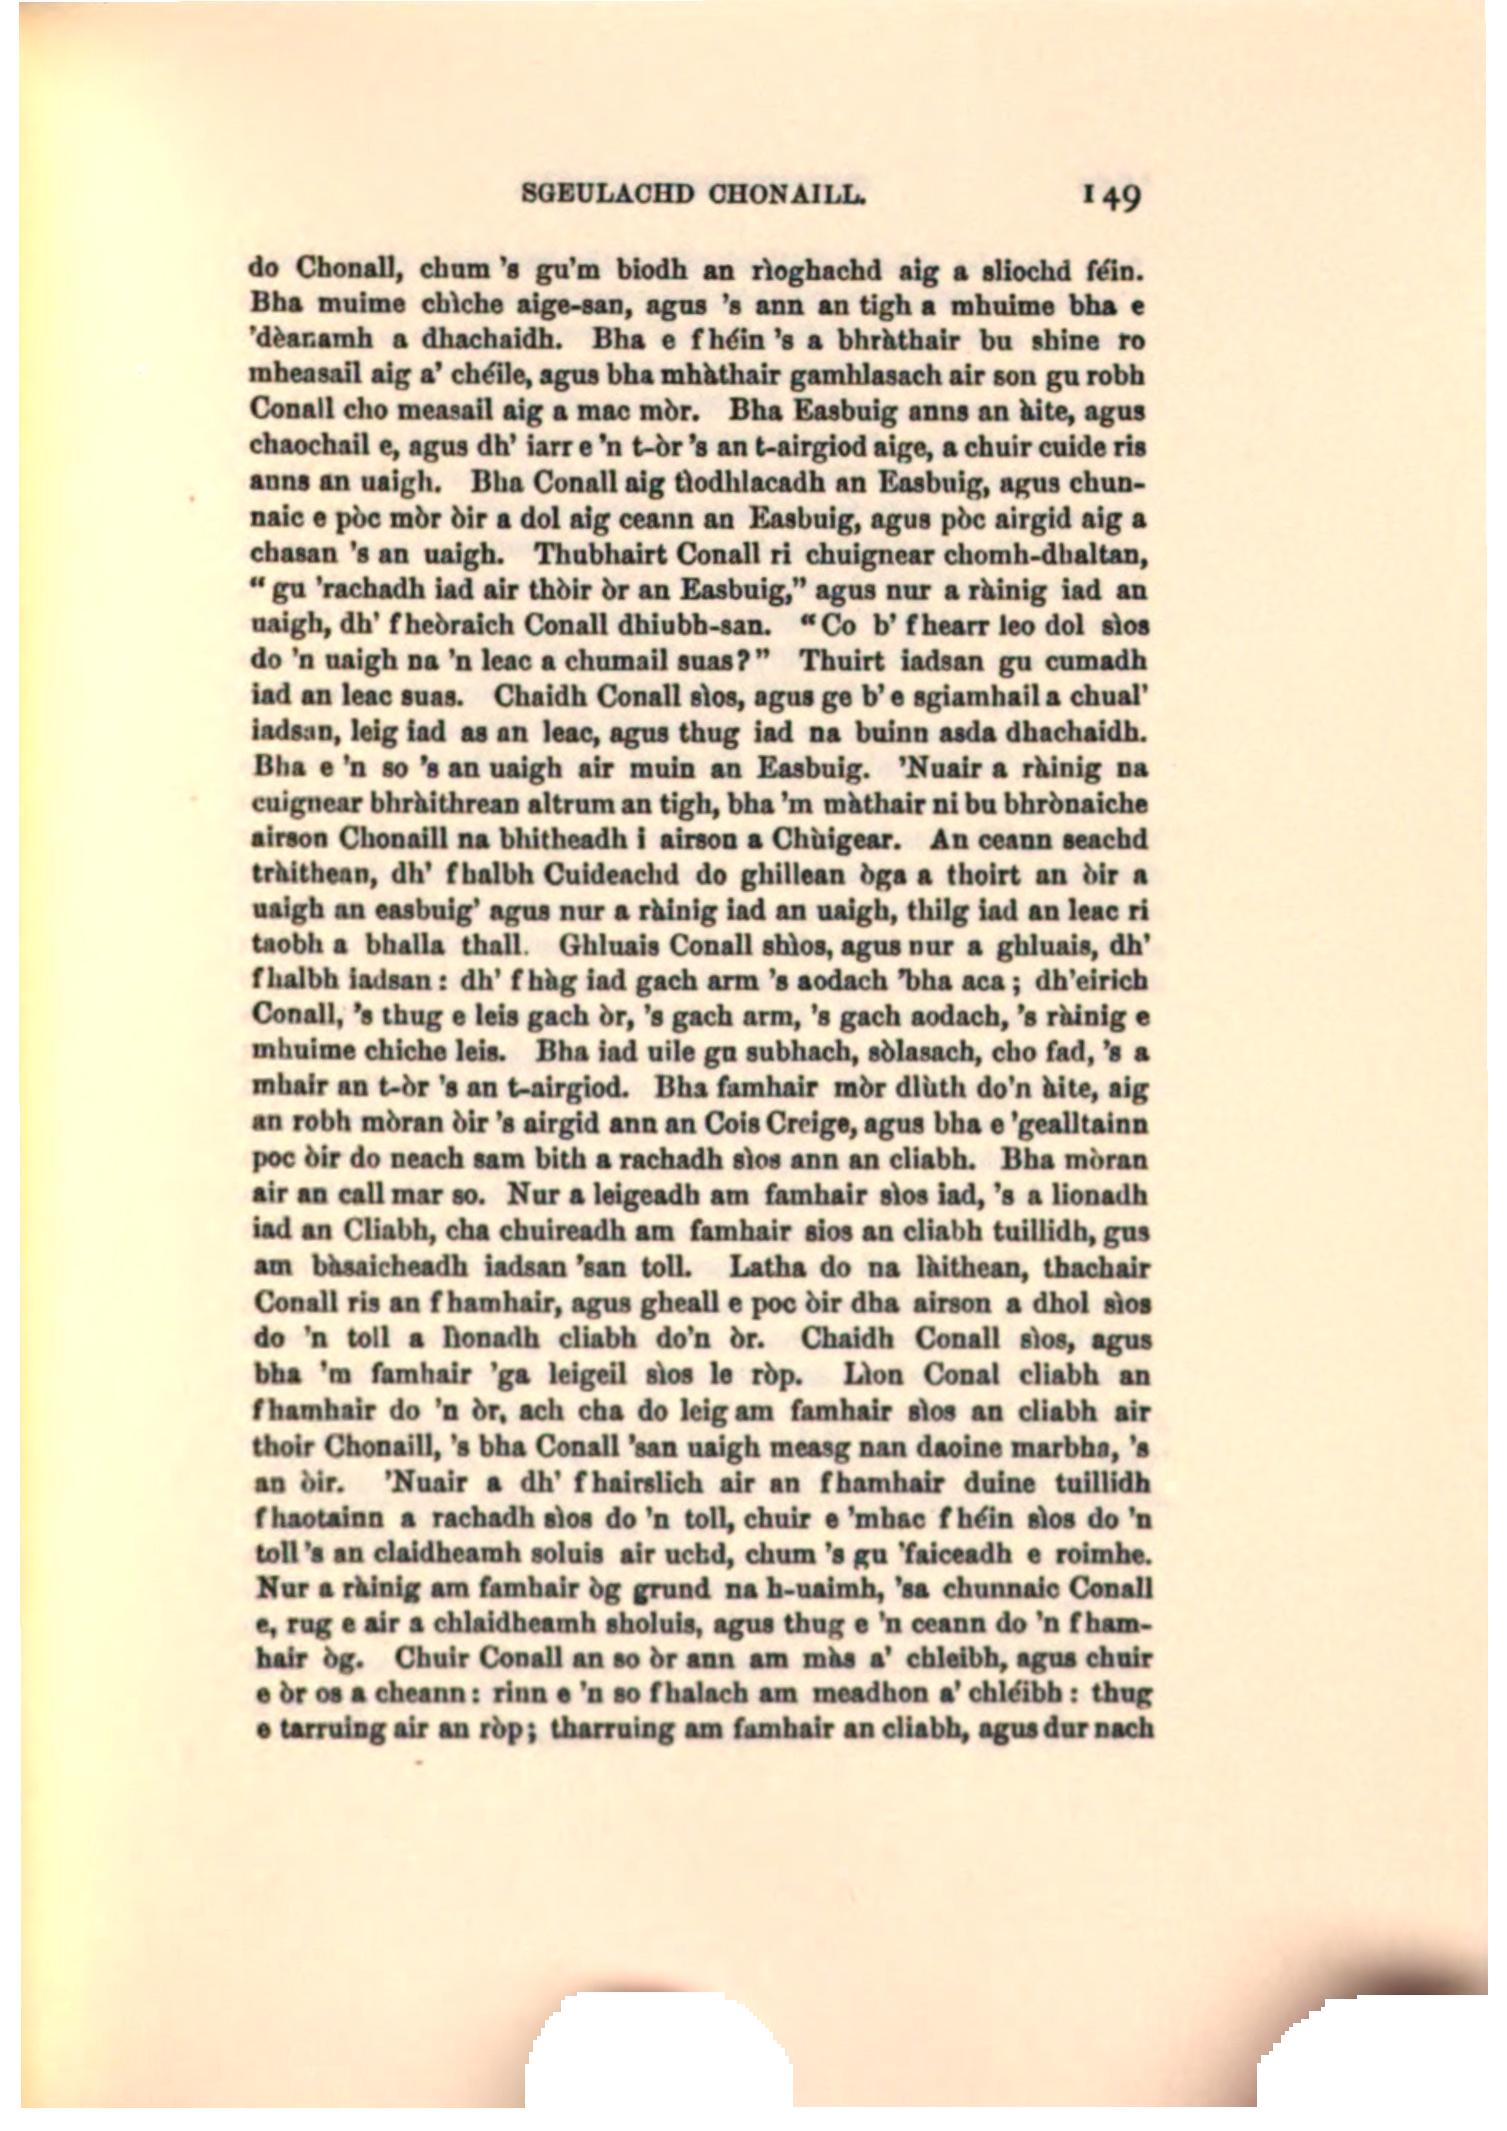 SGEULACHD CHONAILL. 149
do Chonall, chum 's gu'm biodh an rìoghachd aig a sliochd féin.
Bha muime chìche aige-san, agus 's ann an tigh a mhuime bha e
'dèanamh a dhachaidh. Bha e fhéin 's a bhràthair bu shine ro
mheasail aig a' chéile, agus bha mhàthair gamhlasach air son gu robh
Conall cho measail aig a mac mòr. Bha Easbuig anns an àite, agus
chaochail e, agus dh' iarr e 'n t-òr 's an t-airgiod aige, a chuir cuide ris
anns an uaigh. Bha Conall aig tìodhlacadh an Easbuig, agus chun-
naic e pòc mòr òir a dol aig ceann an Easbuig, agus pòc airgid aig a
chasan 's an uaigh. Thubhairt Conall ri chuignear chomh-dhaltan,
"gu 'rachadh iad air thòir òr an Easbuig," agus nur a ràinig iad an
uaigh, dh' fheòraich Conall dhiubh-san. "Co b' fhearr leo dol sìos
do 'n uaigh na 'n leac a chumail suas?" Thuirt iadsan gu cumadh
iad an leac suas. Chaidh Conall sìos, agus ge b' e sgiamhail a chual'
iadsan, leig iad as an leac, agus thug iad na buinn asda dhachaidh.
Bha e 'n so 's an uaigh air muin an Easbuig. 'Nuair a ràinig na
cuignear bhràithrean altrum an tigh, bha 'm màthair ni bu bhrònaiche
airson Chonaill na bhitheadh i airson a Chùigear. An ceann seachd
tràithean, dh' fhalbh Cuideachd do ghillean òga a thoirt an òir a
uaigh an easbuig' agus nur a ràinig iad an uaigh, thilg iad an leac ri
taobh a bhalla thall. Ghluais Conall shìos, agus nur a ghluais, dh'
fhalbh iadsan: dh' fhàg iad gach arm 's aodach 'bha aca; dh'eirich
Conall, 's thug e leis gach òr, 's gach arm, 's gach aodach, 's ràinig e
mhuime chiche leis. Bha iad uile gu subhach, sòlasach, cho fad, 's a
mhair an t-òr 's an t-airgiod. Bha famhair mòr dlùth do'n àite, aig
an robh mòran òir 's airgid ann an Cois Creige, agus bha e 'gealltainn
poc òir do neach sam bith a rachadh sìos ann an cliabh. Bha mòran
air an call mar so. Nur a leigeadh am famhair sìos iad, 's a lionadh
iad an Cliabh, cha chuireadh am famhair sios an cliabh tuillidh, gus
am bàsaicheadh iadsan 'san toll. Latha do na làithean, thachair
Conall ris an fhamhair, agus gheall e poc òir dha airson a dhol sìos
do 'n toll a lìonadh cliabh do'n òr. Chaidh Conall sìos, agus
bha 'm famhair 'ga leigeil sìos le ròp. Lìon Conal cliabh an
fhamhair do 'n òr, ach cha do leig am famhair sìos an cliabh air
thoir Chonaill, 's bha Conall 'san uaigh measg nan daoine marbha, 's
an òir. 'Nuair a dh' fhairslich air an fhamhair duine tuillidh
fhaotainn a rachadh sìos do 'n toll, chuir e 'mhac fhéin sìos do 'n
toll 's an claidheamh soluis air uchd, chum 's gu 'faiceadh e roimhe.
Nur a ràinig am famhair òg grund na h-uaimh, 'sa chunnaic Conall
e, rug e air a chlaidheamh sholuis, agus thug e 'n ceann do 'n fham-
hair òg. Chuir Conall an so òr ann am màs a' chleibh, agus chuir
e òr os a cheann: rinn e 'n so fhalach am meadhon a' chléibh: thug
e tarruing air an ròp; tharruing am famhair an cliabh, agus dur nach